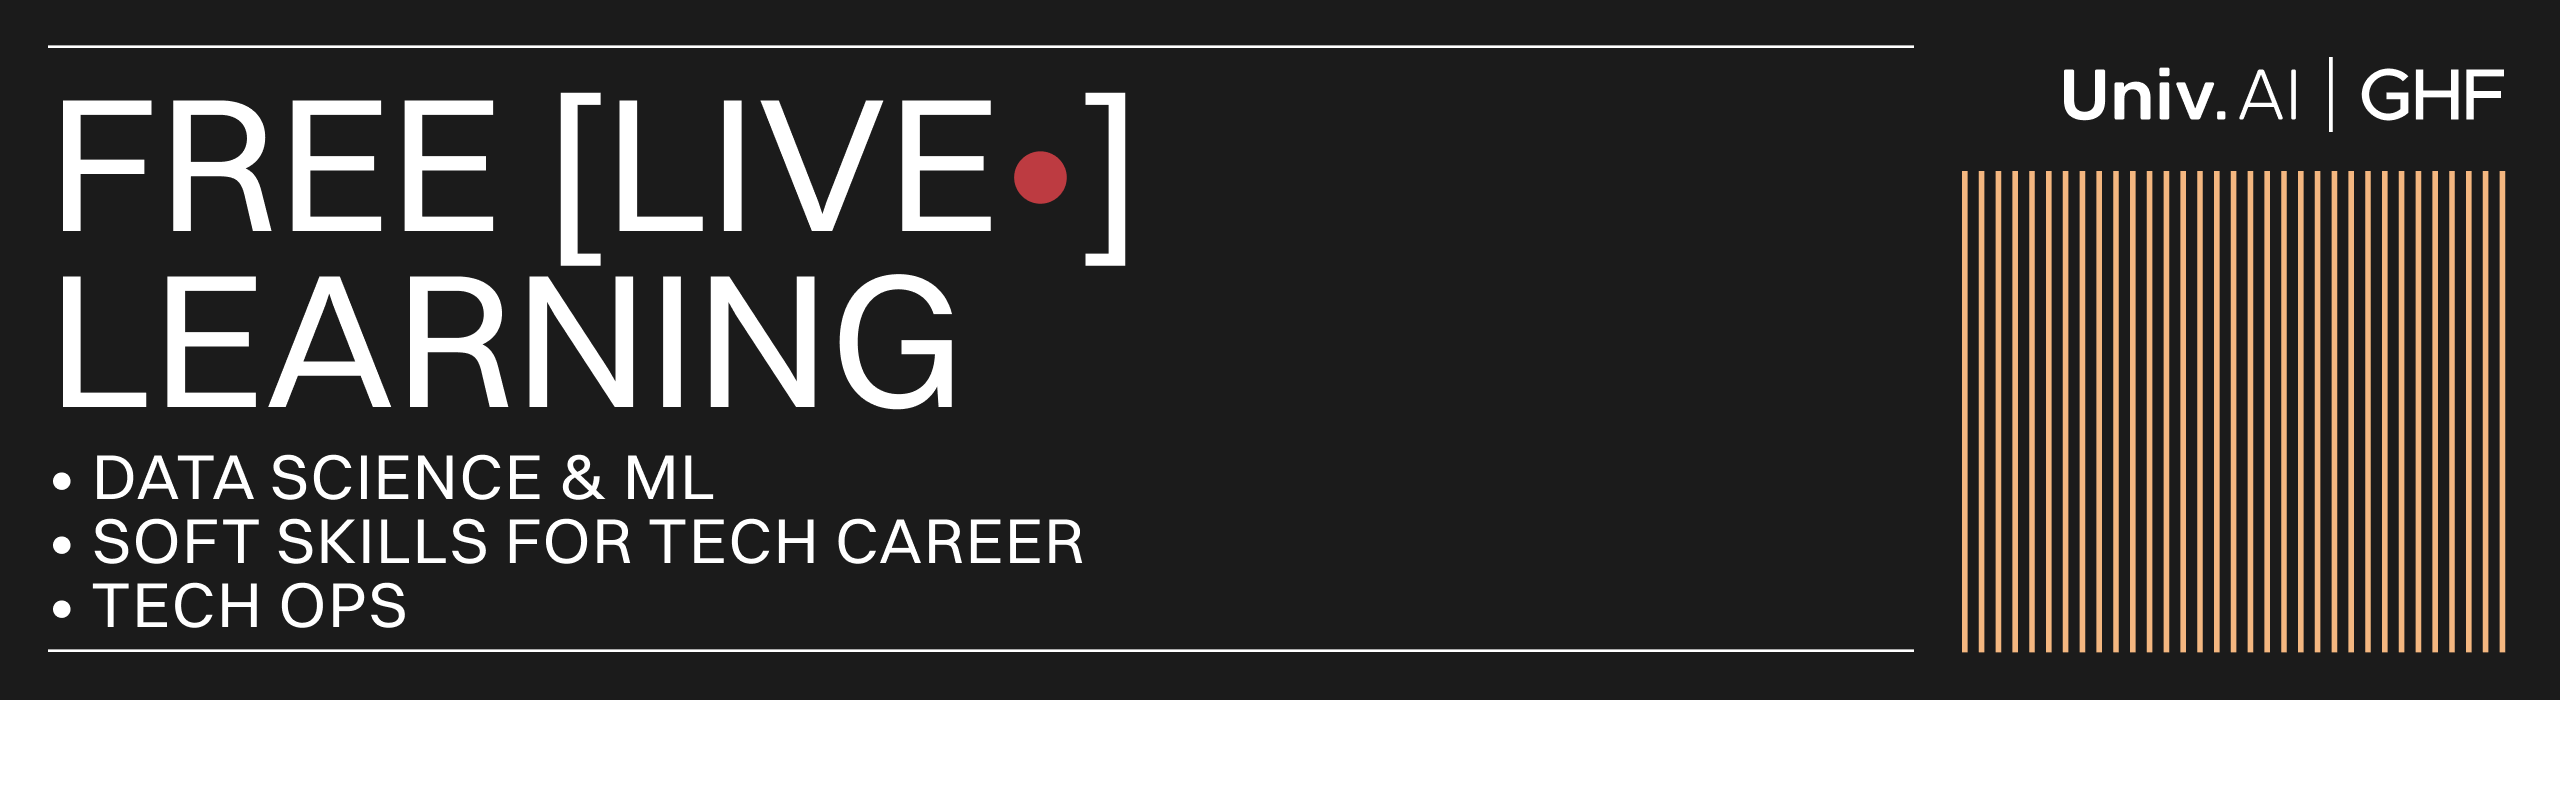 FREE [LIVE•]
LEARNING
• DATA SCIENCE & ML
• SOFT SKILLS FOR TECH CAREER
• TECH OPS
Univ.AI | GHF